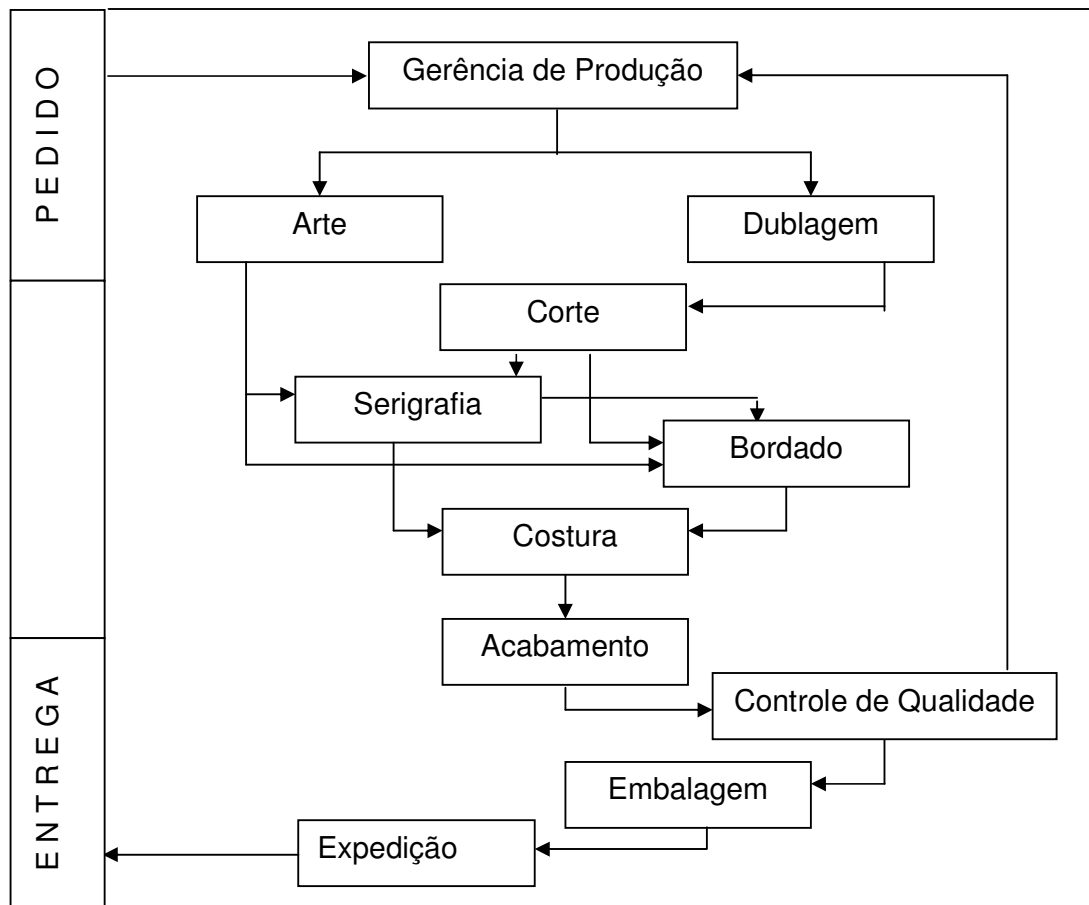 PEDIDO
Gerência de Produção
Arte
Dublagem
Corte
Serigrafia
Bordado
Costura
Acabamento
Controle de Qualidade
ENTREGA
Embalagem
Expedição